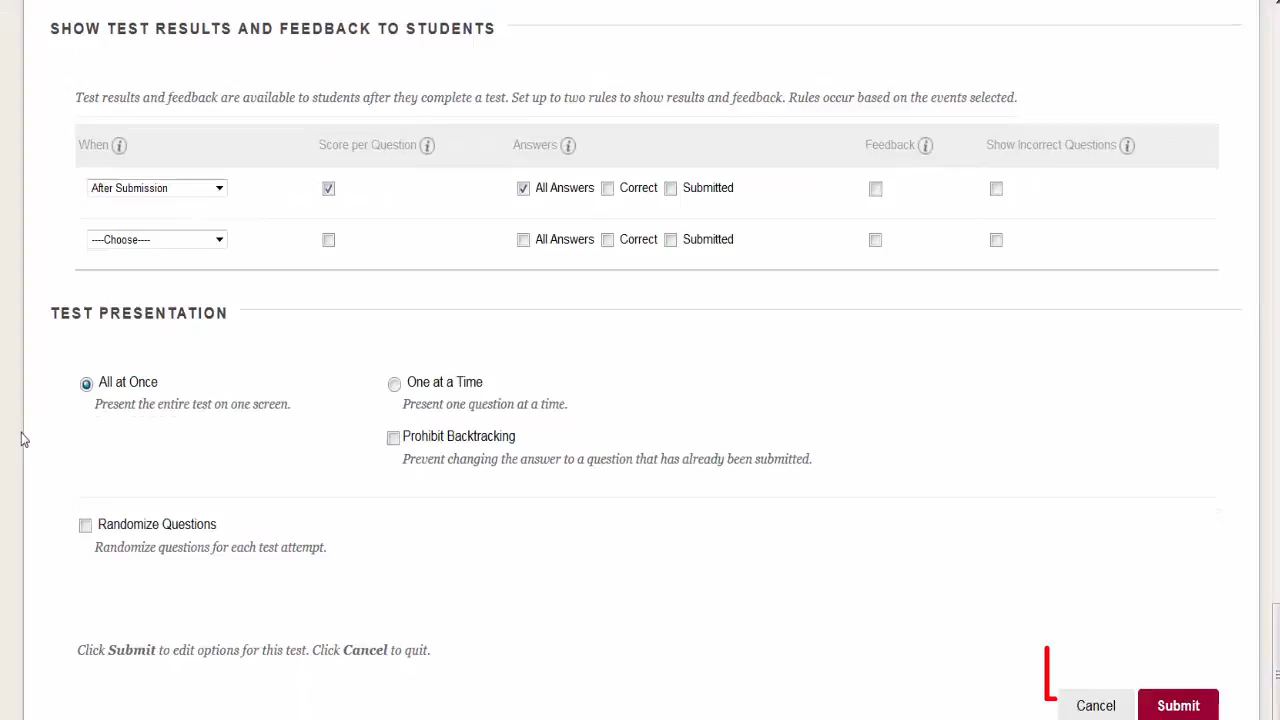 SHOW TEST RESULTS AND FEEDBACK TO STUDENTS
Test results and feedback are available to students after they complete a test. Set up to two rules to show results and feedback. Rules occur based on the events selected.
When Score per Question Answers Feedback Show Incorrect Questions
After Submission All Answers Correct Submitted
----Choose---- All Answers Correct Submitted
TEST PRESENTATION
All at Once One at a Time
Present the entire test on one screen. Present one question at a time.
Prohibit Backtracking
Prevent changing the answer to a question that has already been submitted.
Randomize Questions
Randomize questions for each test attempt.
Click Submit to edit options for this test. Click Cancel to quit.
Cancel Submit